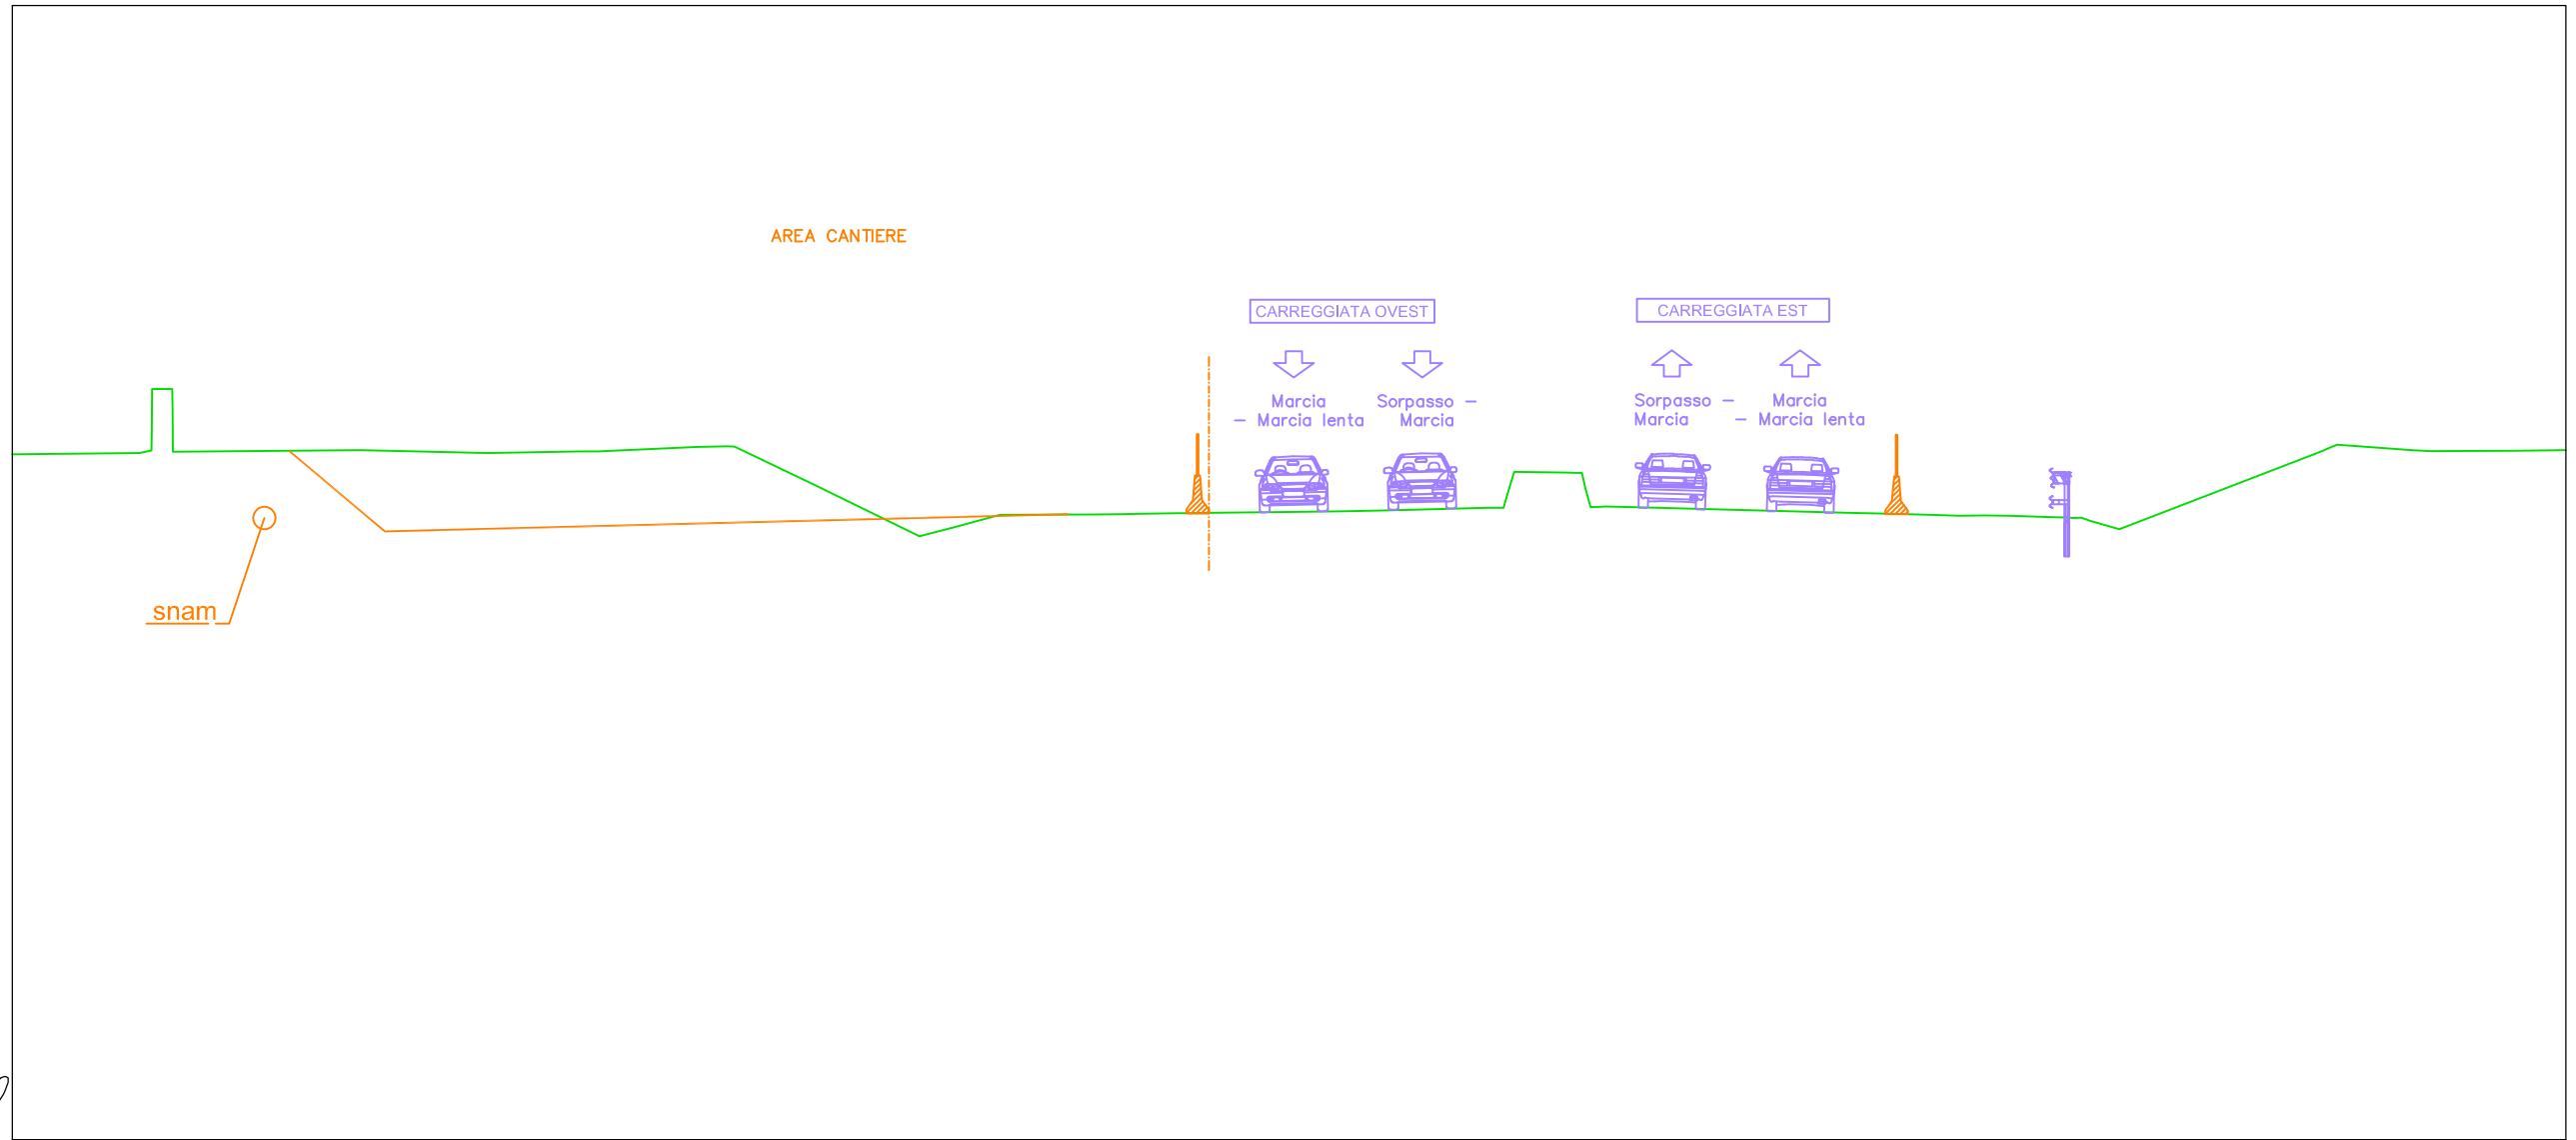 AREA CANTIERE
CARREGGIATA OVEST
CARREGGIATA EST
Marcia
- Marcia lenta
Sorpasso -
Marcia
Sorpasso -
Marcia
Marcia
- Marcia lenta
snam